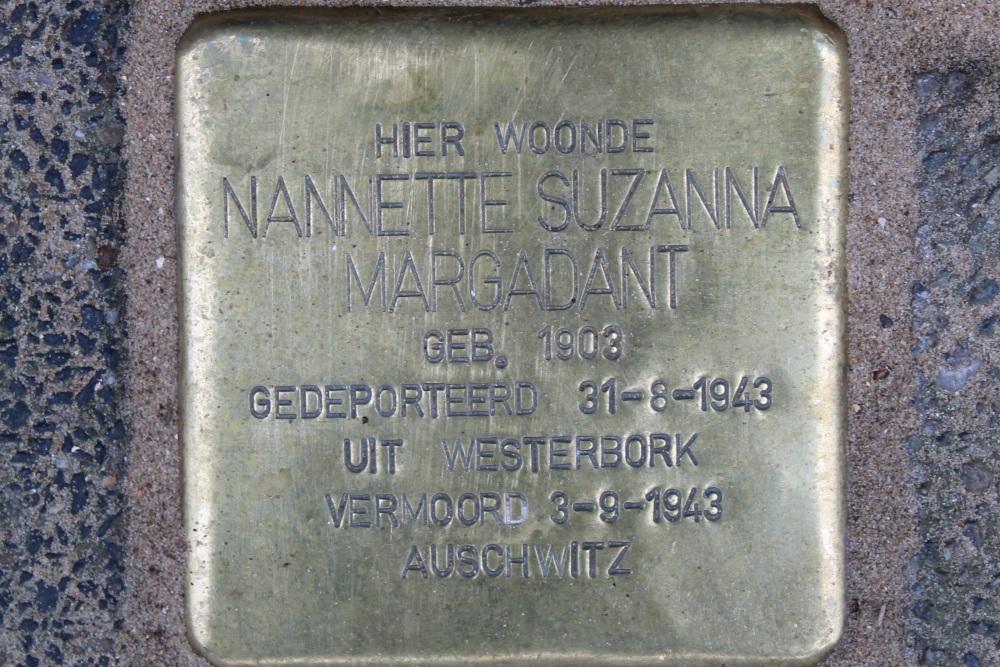 HIER WOONDE
NANNETTE SUZANNA
MARGADANT
GEB. 1903
GEDEPORTEERD 31-8-1943
UIT WESTERBORK
VERMOORD 3-9-1943
AUSCHWITZ